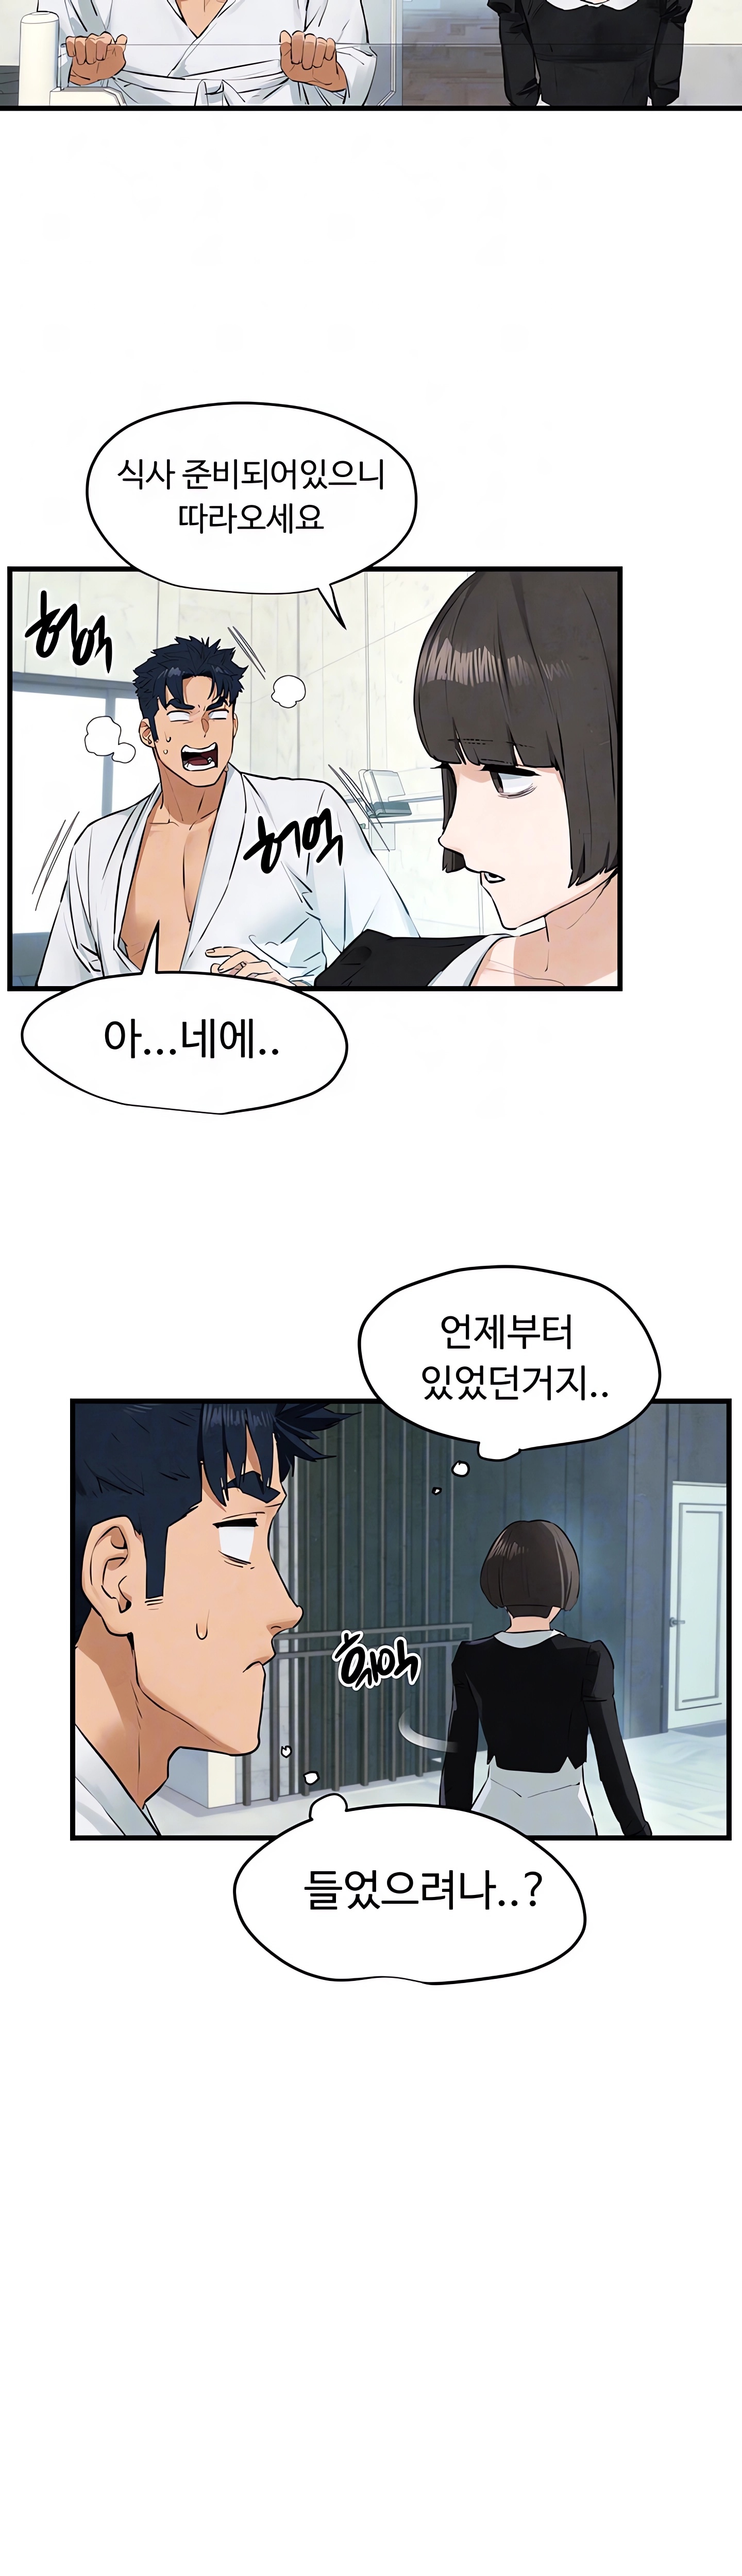 식사 준비되어있으니
따라오세요
헉
헉
허억
아...네에..
언제부터
있었던거지..
휘익
들었으려나..?